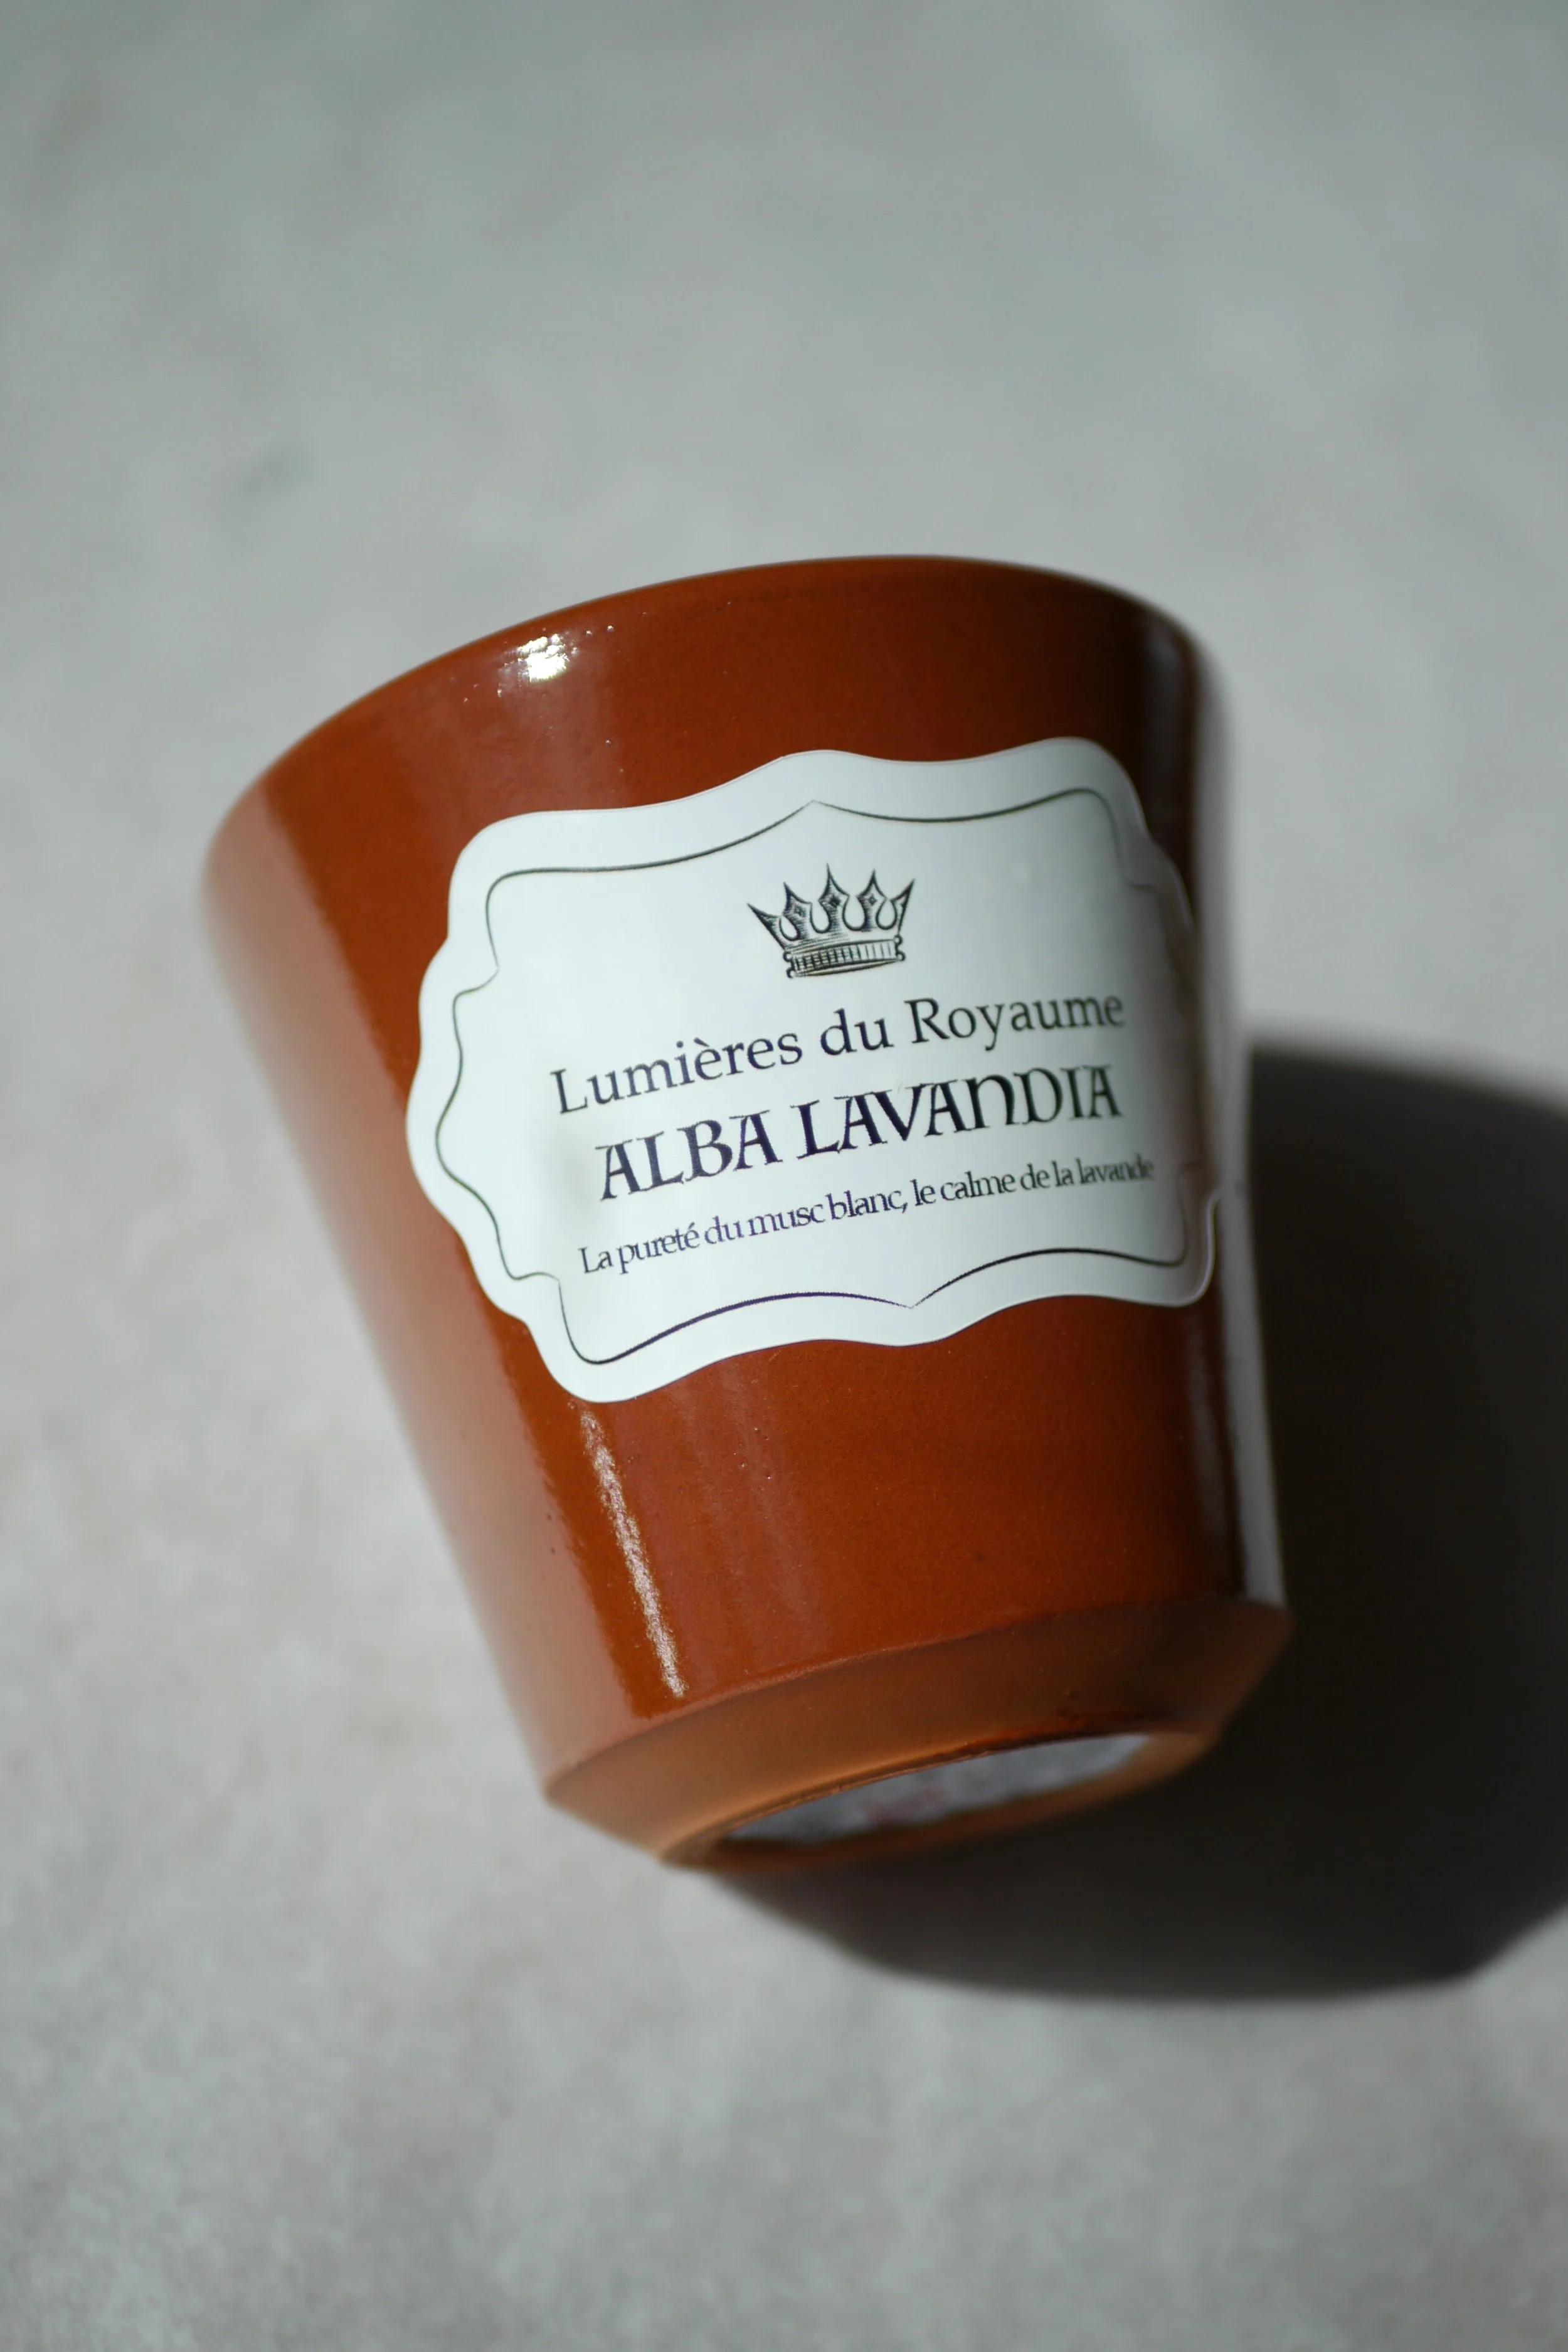 Lumières du Royaume
ALBA LAVANDIA
La pureté du musc blanc, le calme de la lavande